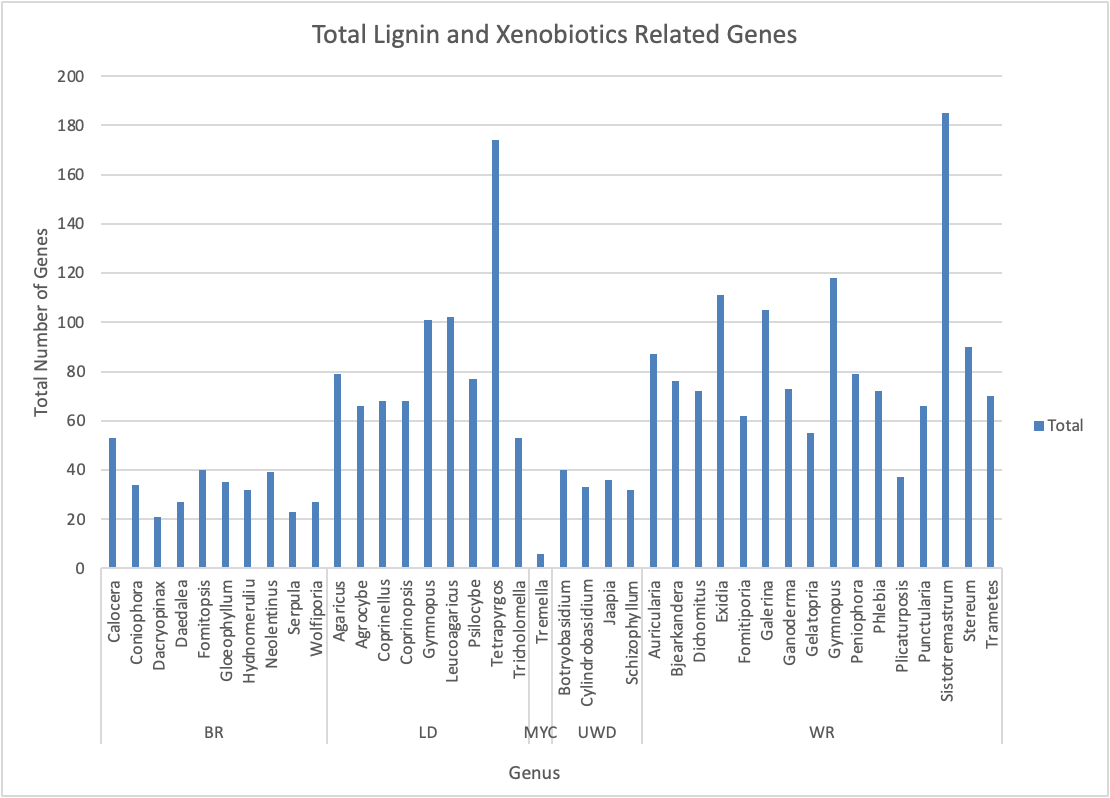 Total Lignin and Xenobiotics Related Genes
Total Number of Genes
200
180
160
140
120
100
80
60
40
20
0
Calocera
Coniophora
Dacryopinax
Daedalea
Fomitopsis
Gloeophyllum
Hydnomeruliu
Neolentinus
Serpula
Wolfiporia
Agaricus
Agrocybe
Coprinellus
Coprinopsis
Gymnopus
Leucoagaricus
Psilocybe
Tetrapyrgos
Tricholomella
Tremella
Botryobasidium
Cylindrobasidium
Jaapia
Schizophyllum
Auricularia
Bjearkandera
Dichomitus
Exidia
Fomitiporia
Galerina
Ganoderma
Gelatopria
Gymnopus
Peniophora
Phlebia
Plicaturposis
Punctularia
Sistotremastrum
Stereum
Trametes
BR
LD
MYC
UWD
WR
Genus
Total